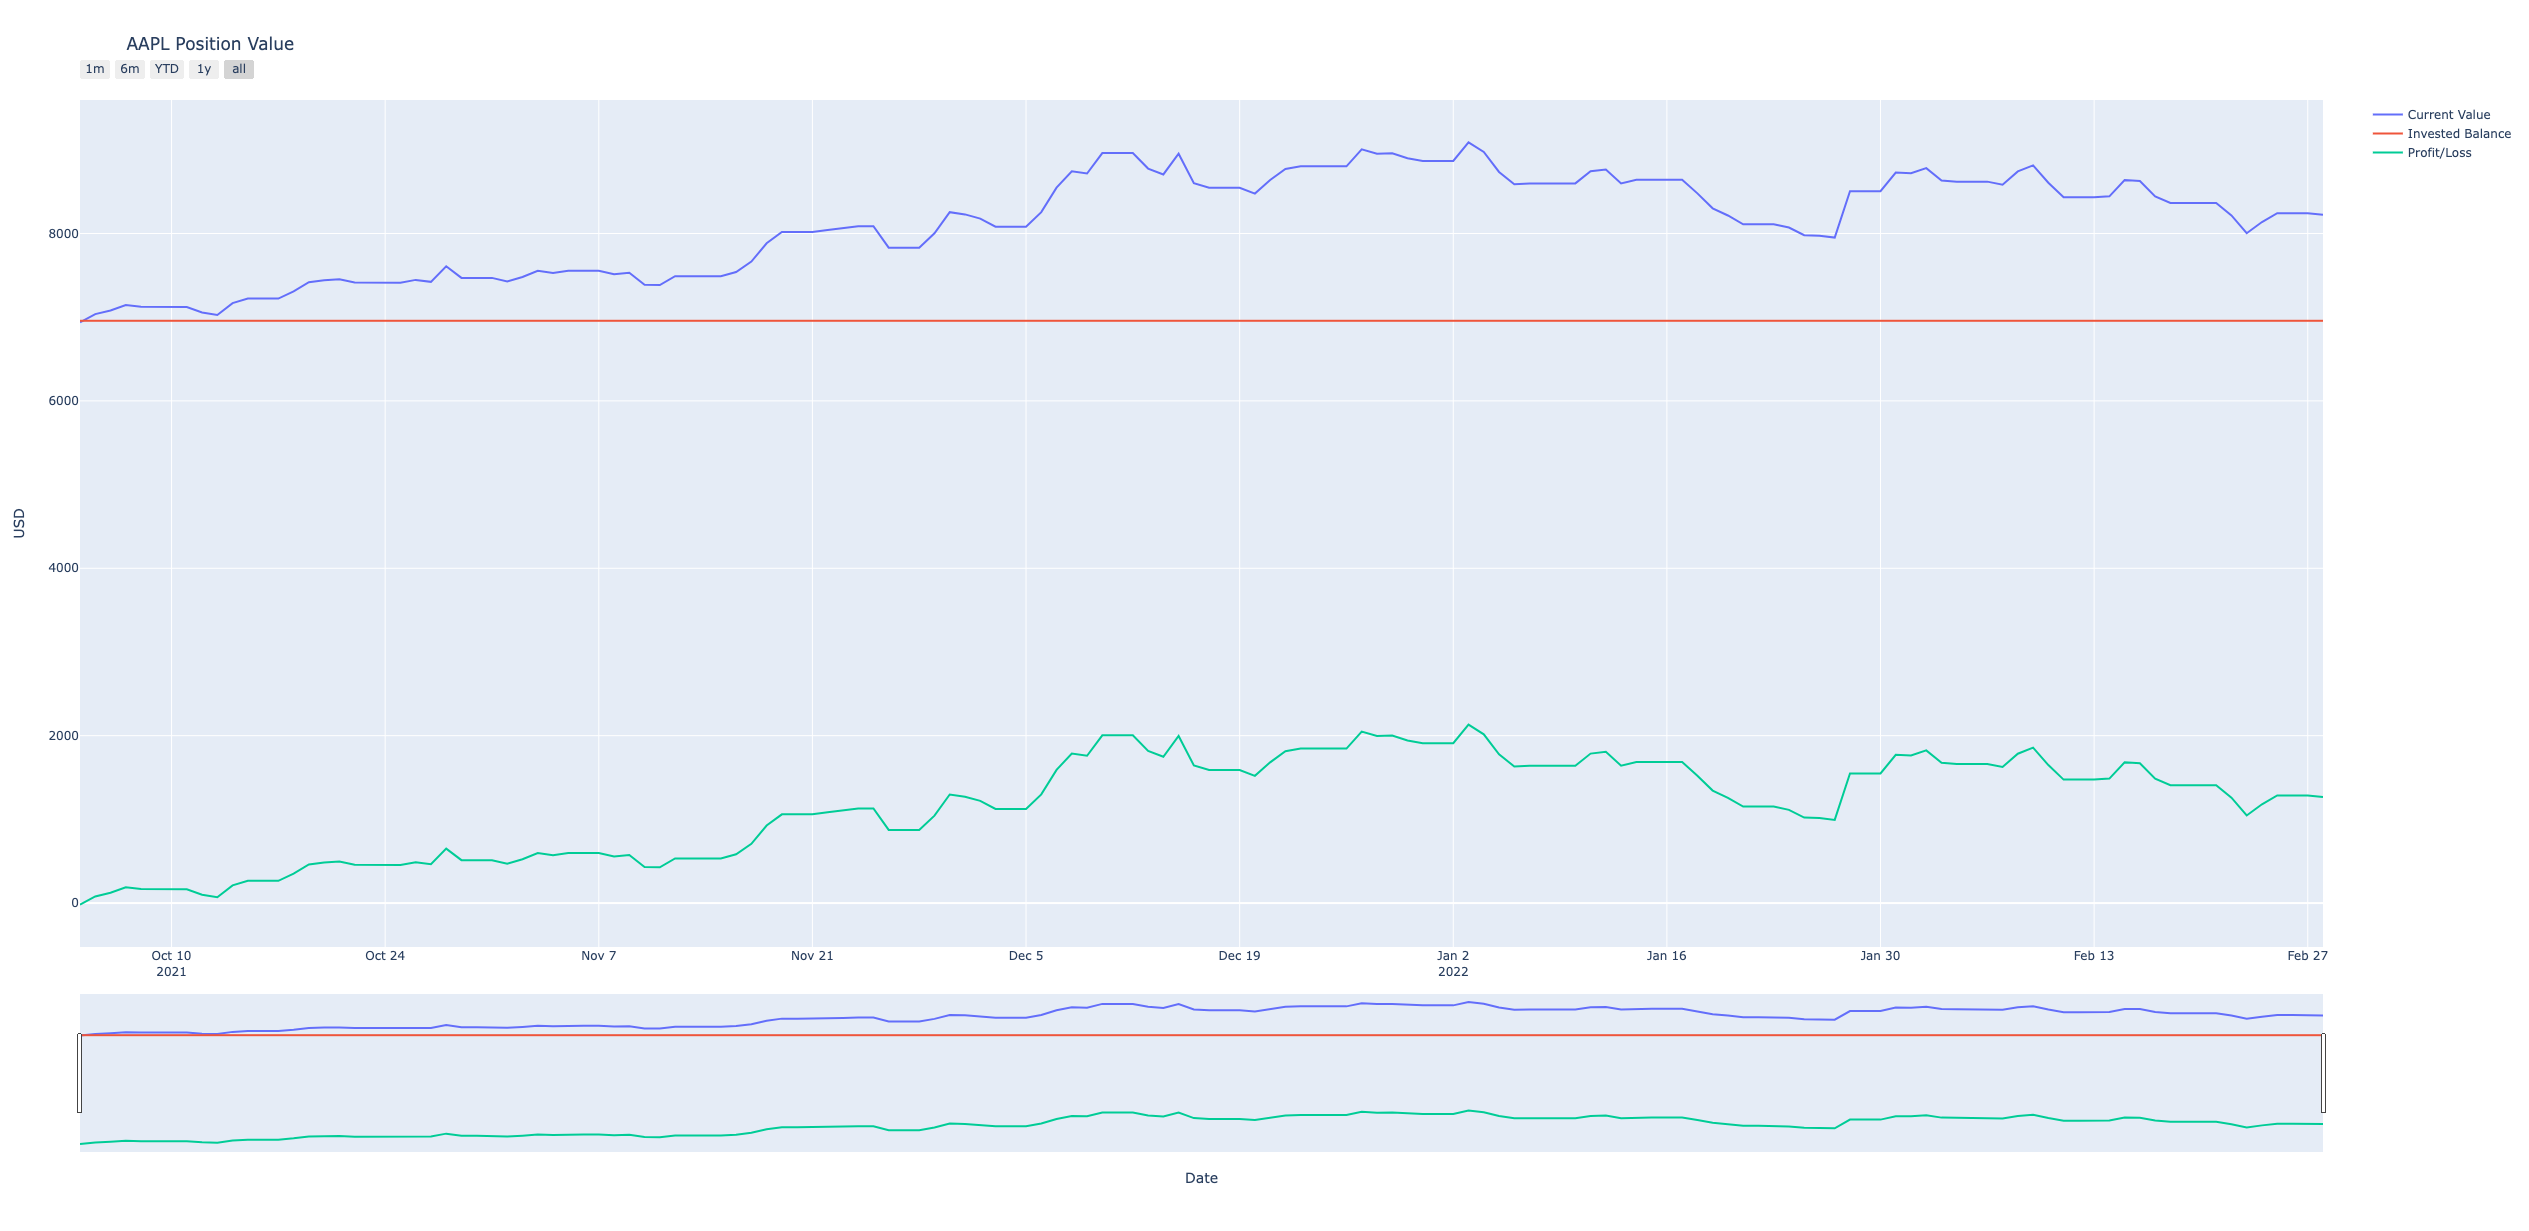 AAPL Position Value
1m 6m YTD 1y all
Current Value
Invested Balance
Profit/Loss
8000
6000
4000
2000
0
USD
Oct 10 Oct 24 Nov 7 Nov 21 Dec 5 Dec 19 Jan 2 Jan 16 Jan 30 Feb 13 Feb 27
2021 2022
Date